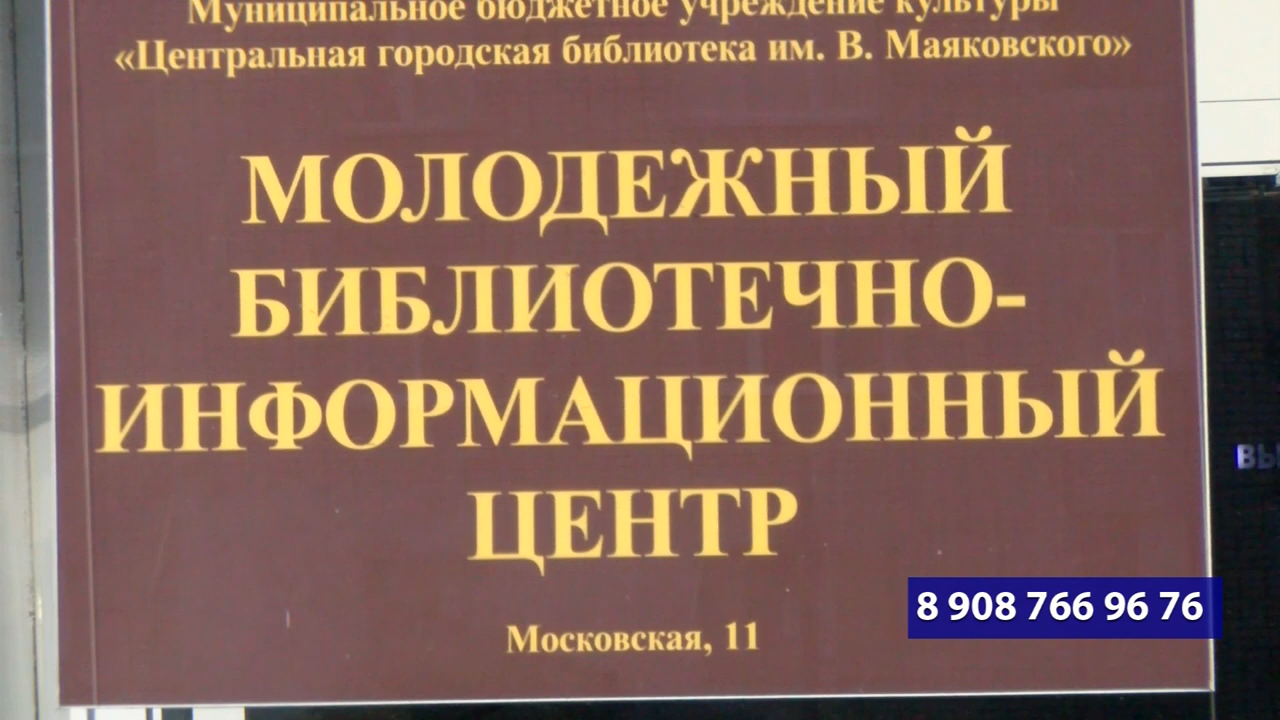 Муниципальное бюджетное учреждение культуры
«Центральная городская библиотека им. В. Маяковского»
МОЛОДЕЖНЫЙ
БИБЛИОТЕЧНО-
ИНФОРМАЦИОННЫЙ
ЦЕНТР
8 908 766 96 76
Московская, 11